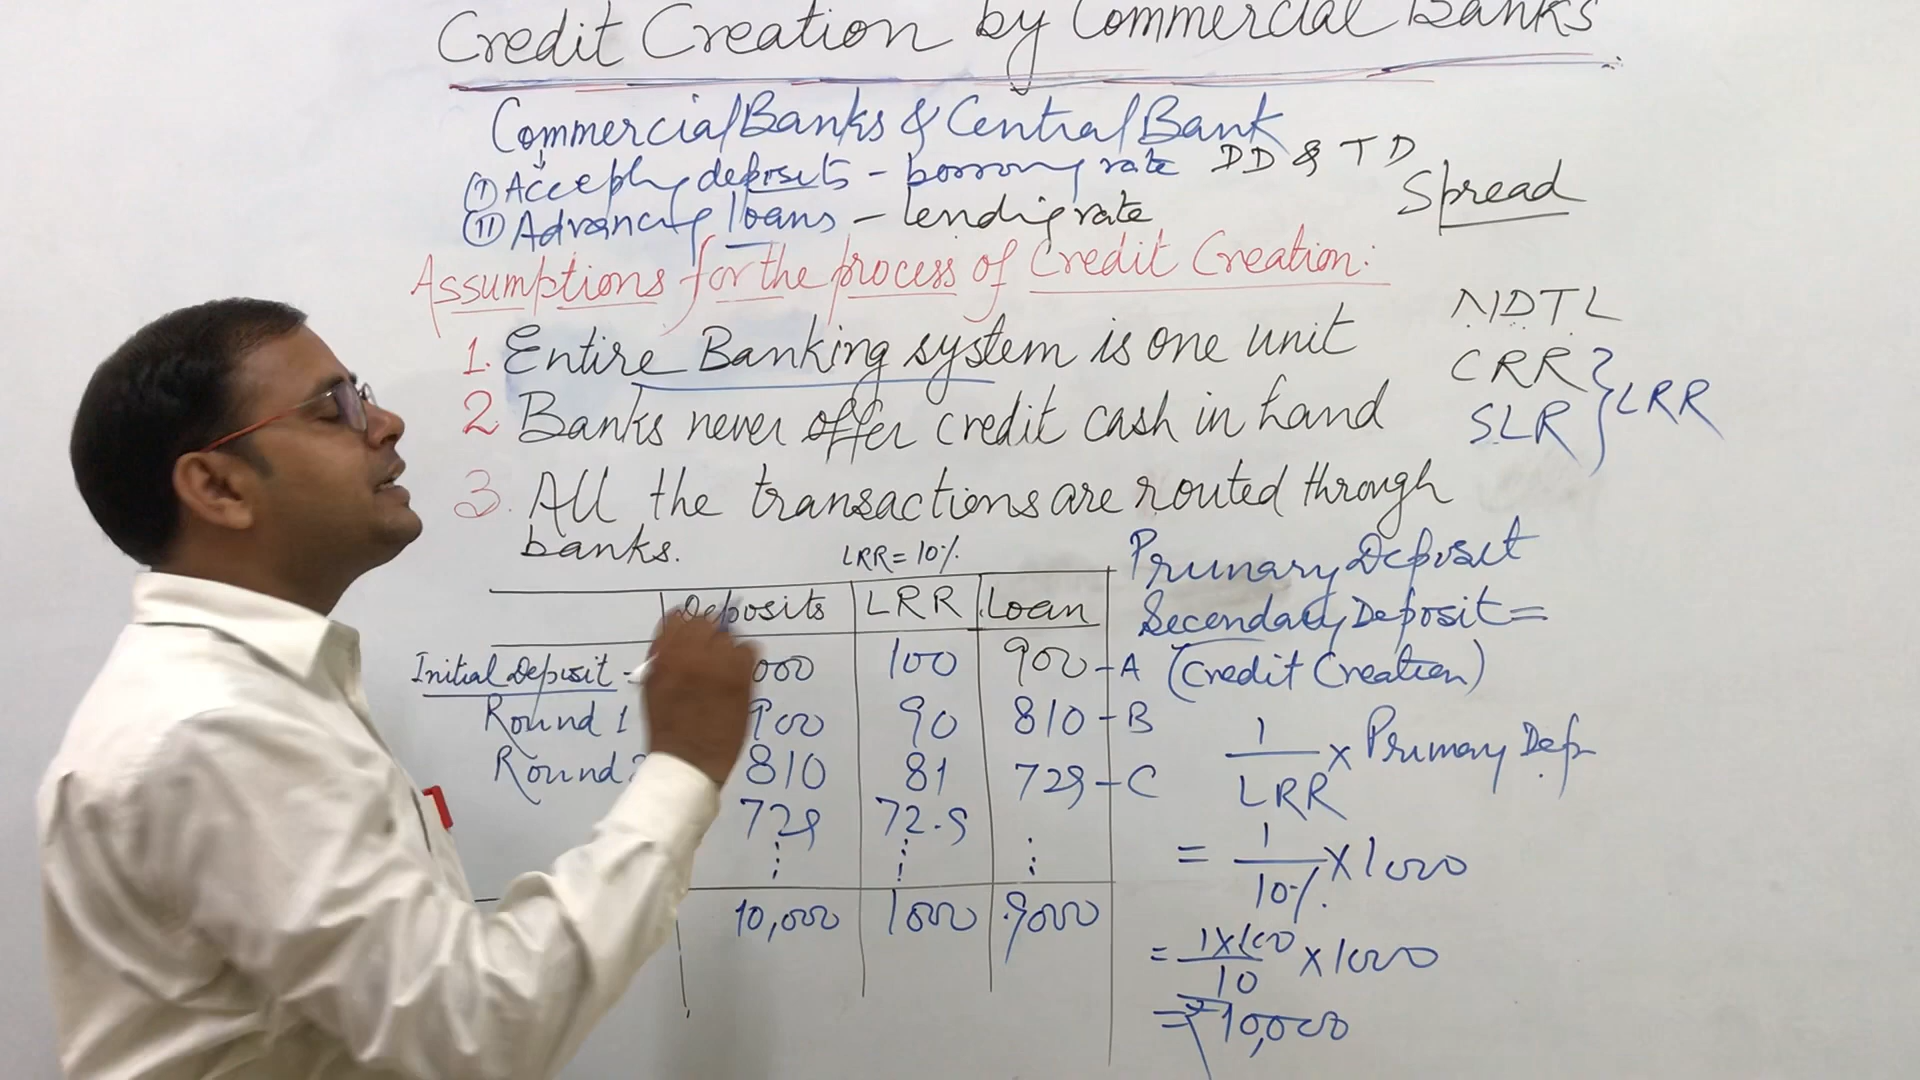 Credit Creation by Commercial Banks
Commercial Banks & Central Bank
(I) Accepting deposits - borrowing rate DD & TD
(II) Advancing loans - lending rate
Spread
Assumptions for the process of Credit Creation:
1. Entire Banking system is one unit
2 Banks never offer credit cash in hand
3. All the transactions are routed through
banks.
NDTL
CRR
SLR
LRR
LRR = 10%
Deposits LRR Loan
Initial Deposit - 000 100 900 - A
Round 1 900 90 810 - B
Round 810 81 729 - C
729 72.9
10,000 1000 9000
Primary Deposit
Secondary Deposit =
(Credit Creation)
1/LRR x Primary Dep
= 1/10% x 1000
= 1x100/10 x 1000
= ₹10,000